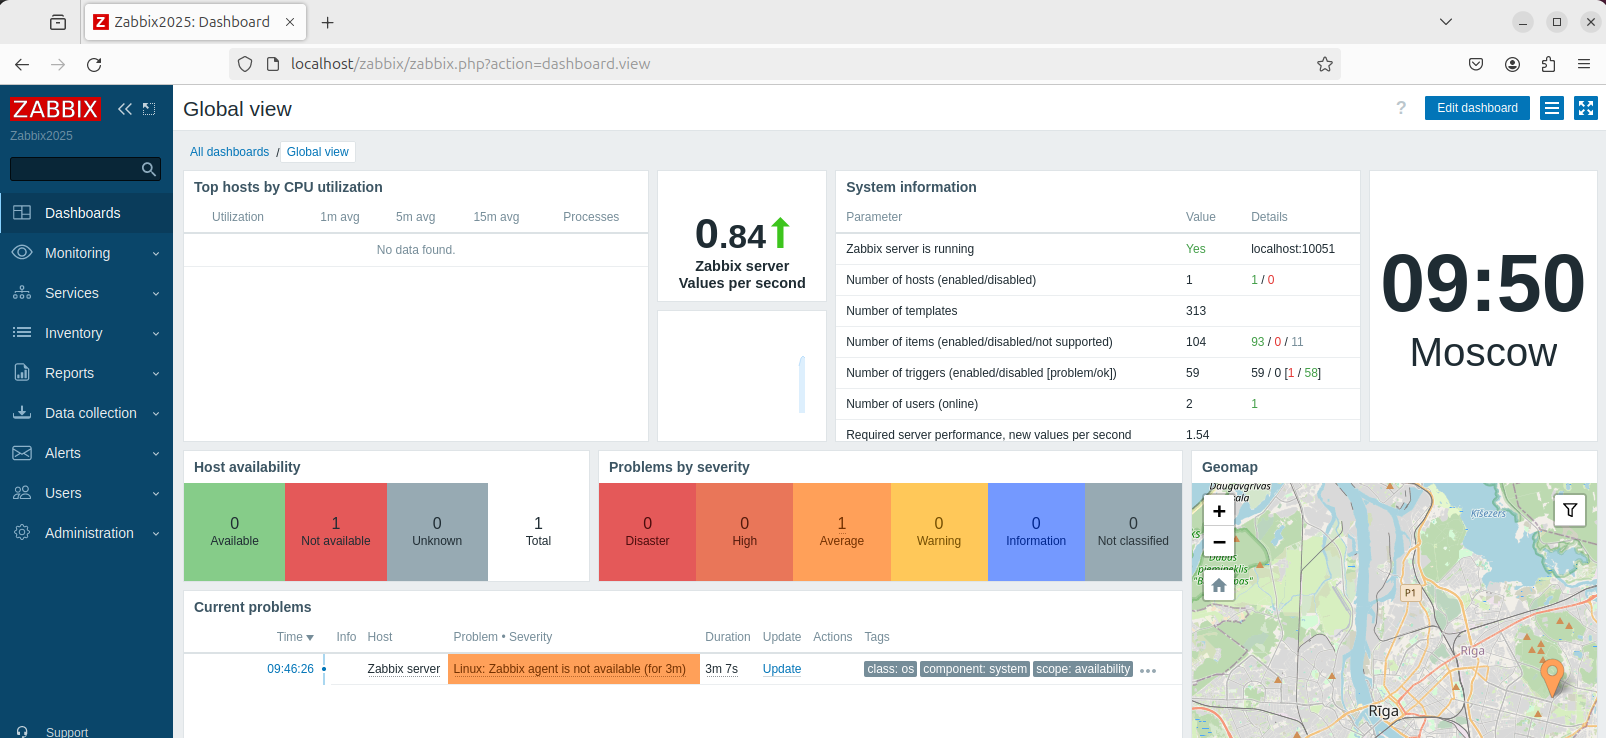 Zabbix2025: Dashboard
localhost/zabbix/zabbix.php?action=dashboard.view
ZABBIX
Zabbix2025
Dashboards
Monitoring
Services
Inventory
Reports
Data collection
Alerts
Users
Administration
Support
Global view
? Edit dashboard
All dashboards / Global view
Top hosts by CPU utilization
Utilization 1m avg 5m avg 15m avg Processes
No data found.
0.84
Zabbix server
Values per second
System information
Parameter Value Details
Zabbix server is running Yes localhost:10051
Number of hosts (enabled/disabled) 1 1 / 0
Number of templates 313
Number of items (enabled/disabled/not supported) 104 93 / 0 / 11
Number of triggers (enabled/disabled [problem/ok]) 59 59 / 0 [1 / 58]
Number of users (online) 2 1
Required server performance, new values per second 1.54
09:50
Moscow
Host availability
0 1 0 1
Available Not available Unknown Total
Problems by severity
0 0 1 0 0 0
Disaster High Average Warning Information Not classified
Geomap
Daugavgrīvas
sala
Ķīšezers
+
−
Dabas
piemineklis
P1
Rīga
Rīga
Current problems
Time Info Host Problem • Severity Duration Update Actions Tags
09:46:26 Zabbix server Linux: Zabbix agent is not available (for 3m) 3m 7s Update class: os component: system scope: availability